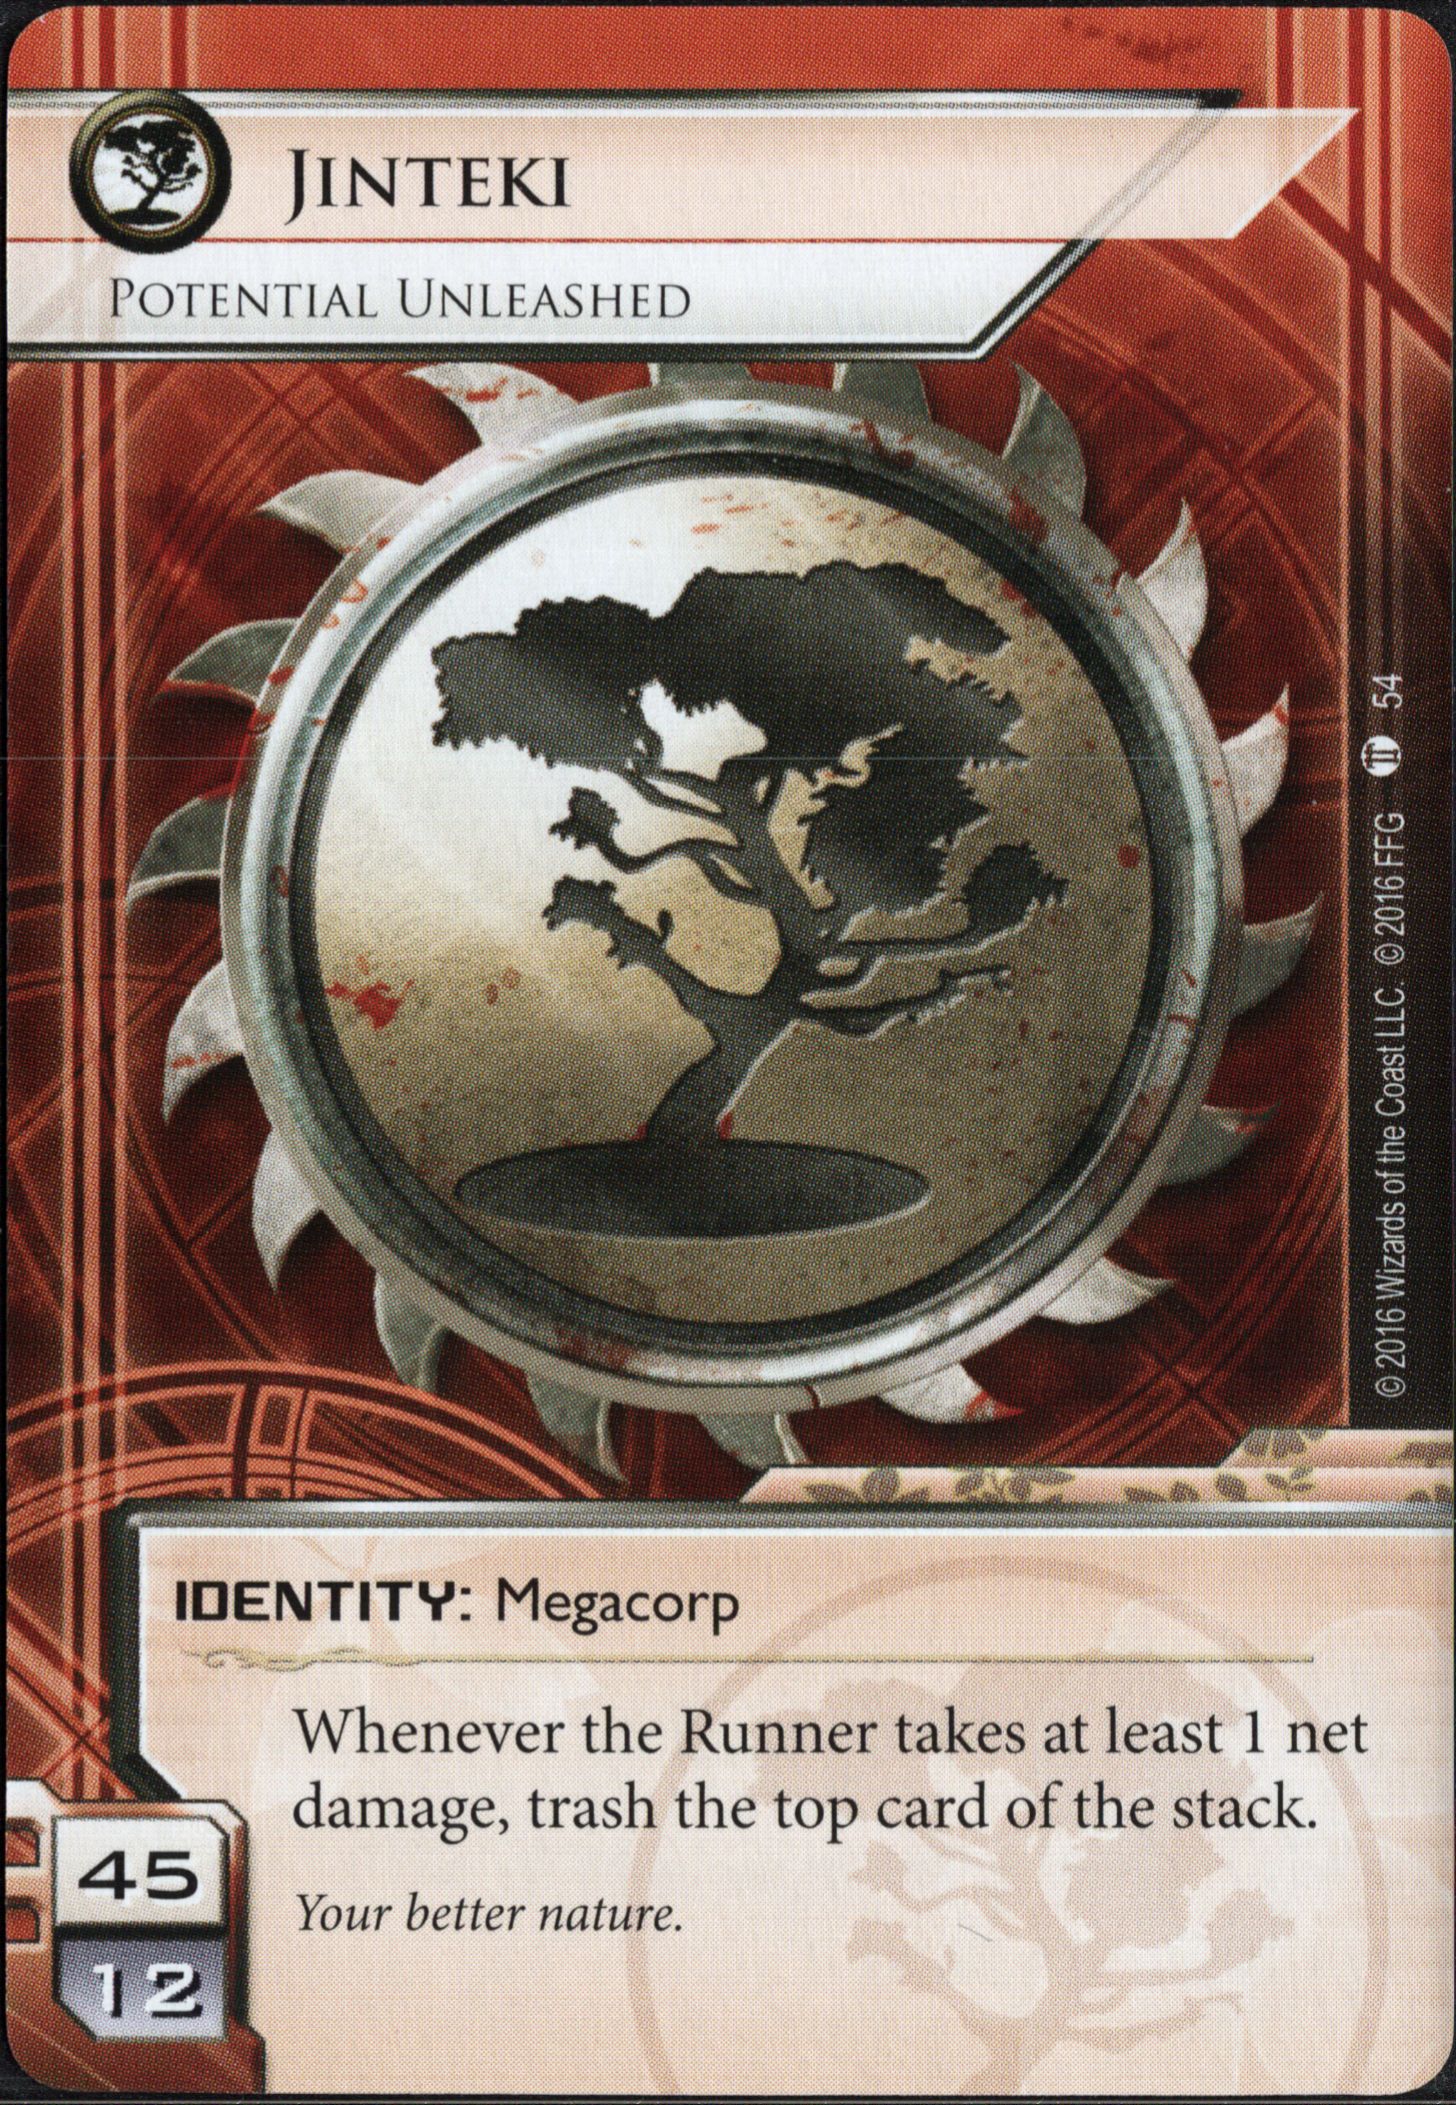 JINTEKI
POTENTIAL UNLEASHED
© 2016 Wizards of the Coast LLC. © 2016 FFG 54
IDENTITY: Megacorp
Whenever the Runner takes at least 1 net
damage, trash the top card of the stack.
Your better nature.
45
12